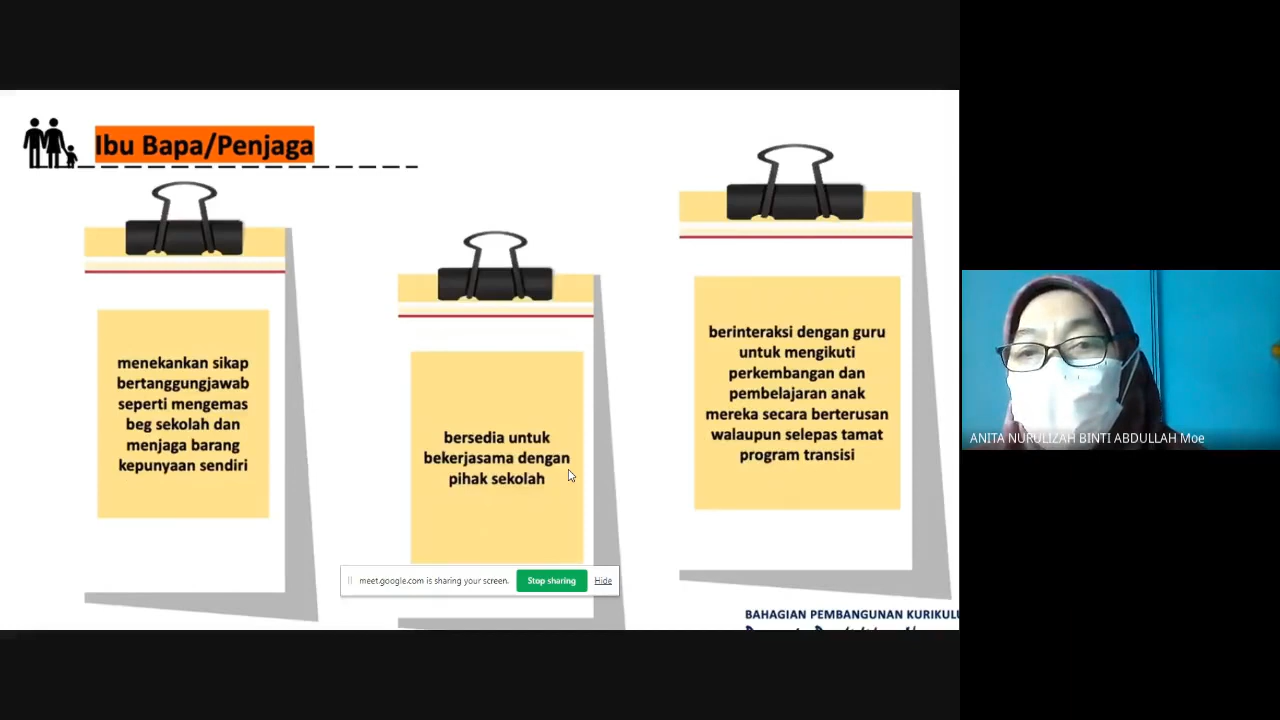 Ibu Bapa/Penjaga
menekankan sikap
bertanggungjawab
seperti mengemas
beg sekolah dan
menjaga barang
kepunyaan sendiri
bersedia untuk
bekerjasama dengan
pihak sekolah
berinteraksi dengan guru
untuk mengikuti
perkembangan dan
pembelajaran anak
mereka secara berterusan
walaupun selepas tamat
program transisi
meet.google.com is sharing your screen. Stop sharing Hide
BAHAGIAN PEMBANGUNAN KURIKULU
ANITA NURULIZAH BINTI ABDULLAH Moe